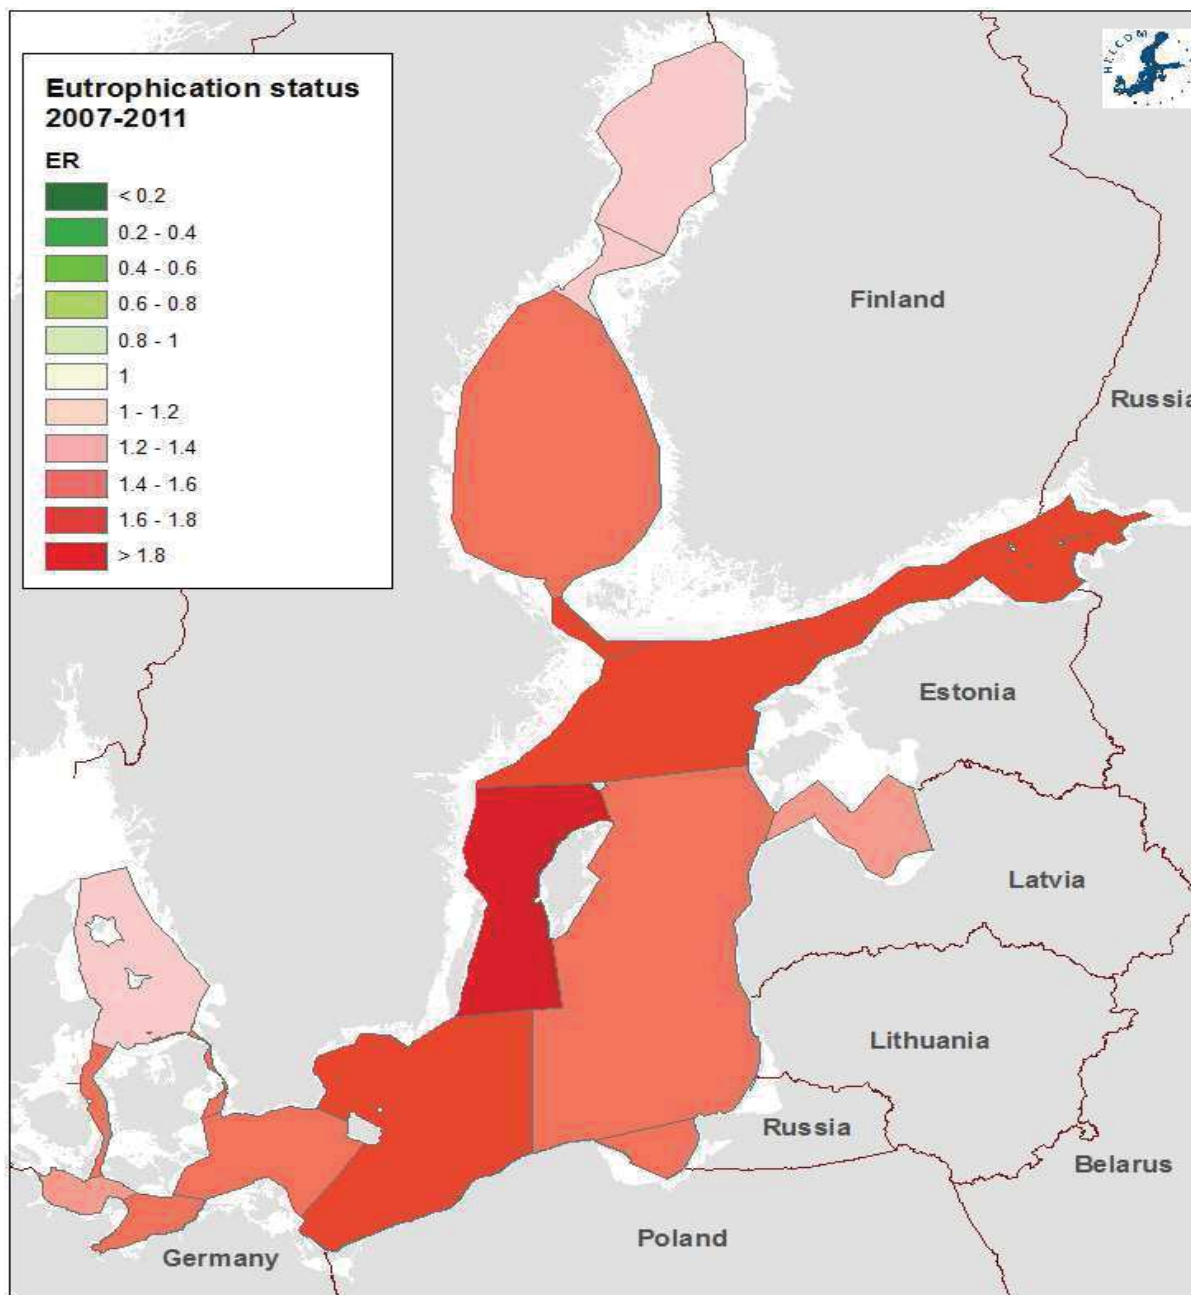 Eutrophication status
2007-2011
ER
< 0.2
0.2 - 0.4
0.4 - 0.6
0.6 - 0.8
0.8 - 1
1
1 - 1.2
1.2 - 1.4
1.4 - 1.6
1.6 - 1.8
> 1.8
HELCOM
Finland
Russia
Estonia
Latvia
Lithuania
Russia
Belarus
Poland
Germany